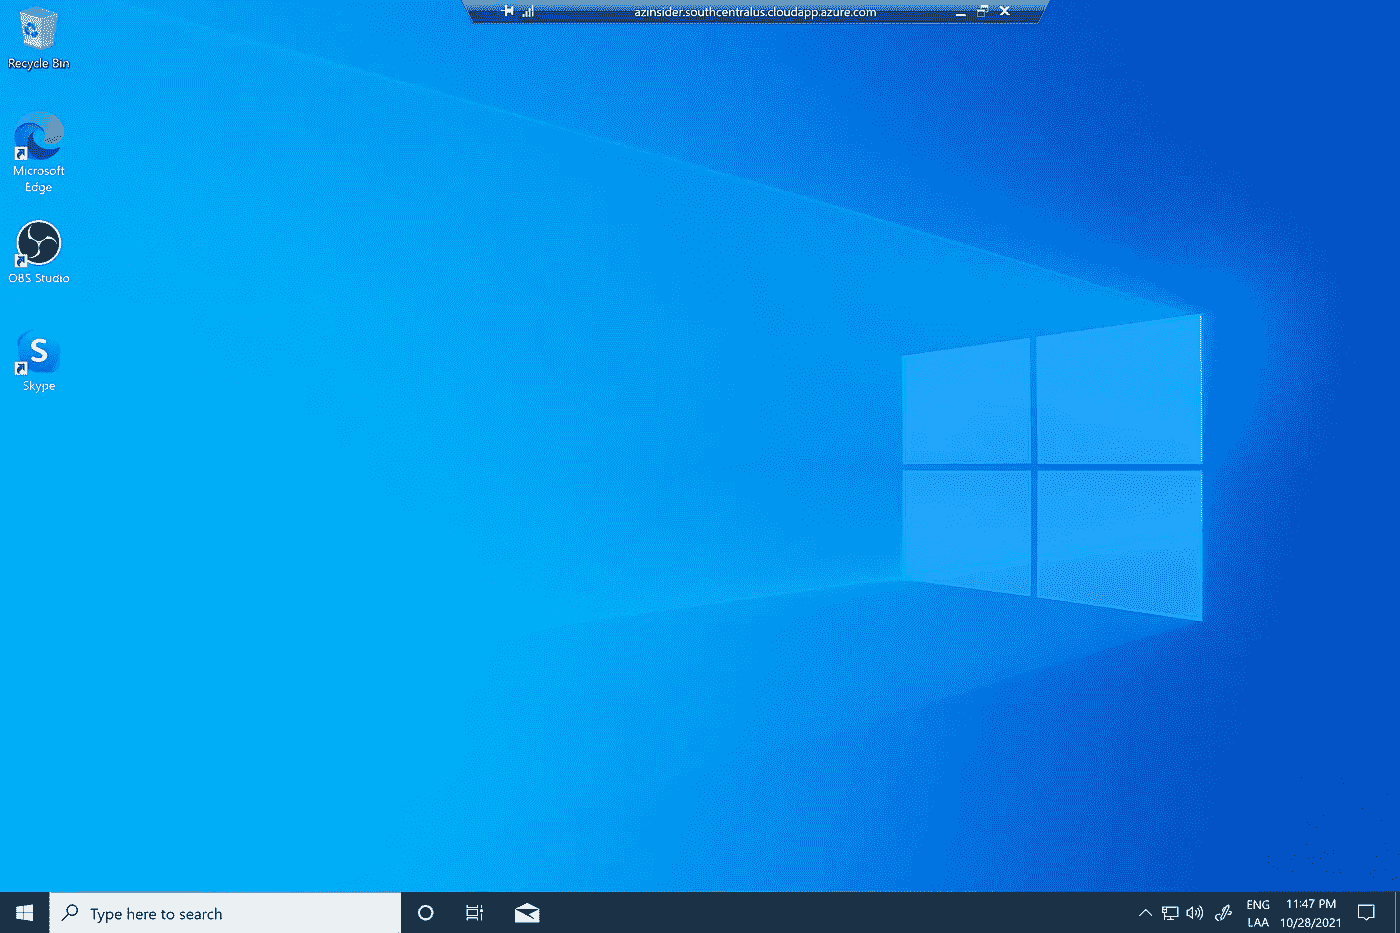 azinsider.southcentralus.cloudapp.azure.com
Recycle Bin
Microsoft
Edge
OBS Studio
S
Skype
Type here to search
ENG
LAA
11:47 PM
10/28/2021